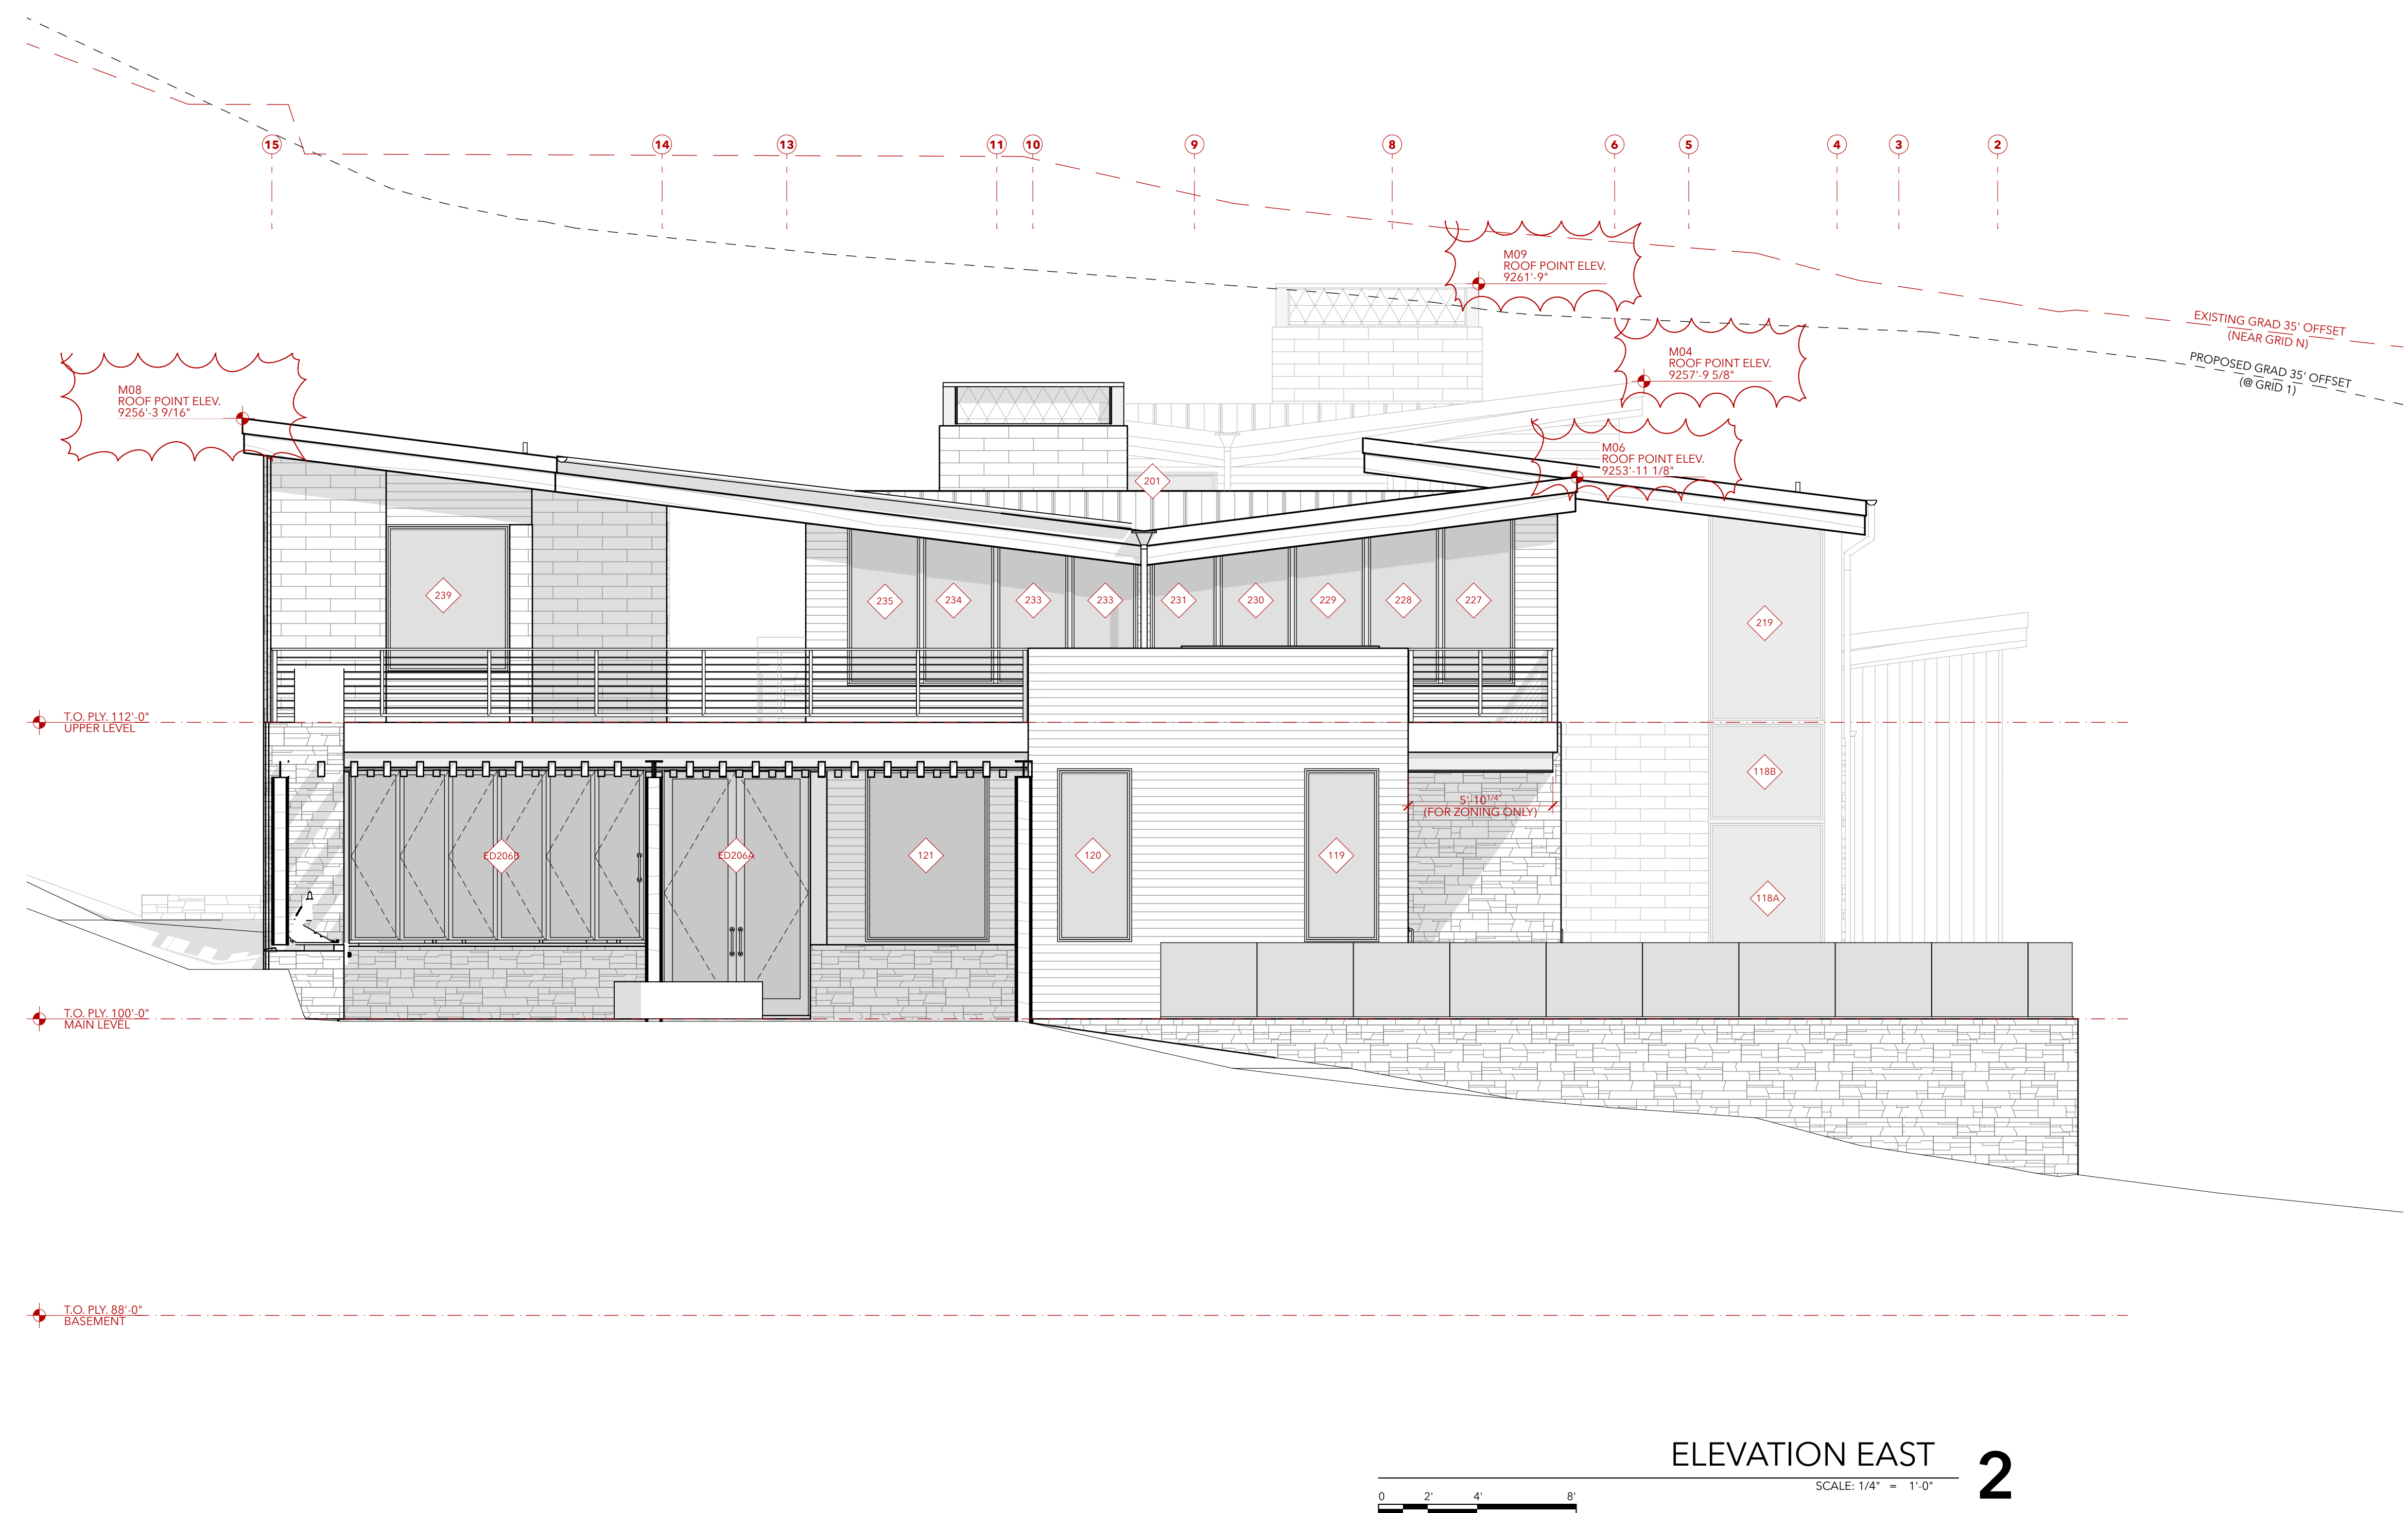 15
14
13
11
10
9
8
6
5
4
3
2
M09
ROOF POINT ELEV.
9261'-9"
EXISTING GRAD 35' OFFSET
(NEAR GRID N)
M04
ROOF POINT ELEV.
9257'-9 5/8"
PROPOSED GRAD 35' OFFSET
(@ GRID 1)
M08
ROOF POINT ELEV.
9256'-3 9/16"
M06
ROOF POINT ELEV.
9253'-11 1/8"
201
239
235
234
233
233
231
230
229
228
227
219
T.O. PLY. 112'-0"
UPPER LEVEL
118B
5'-10 1/4"
(FOR ZONING ONLY)
ED206B
ED206A
121
120
119
118A
T.O. PLY. 100'-0"
MAIN LEVEL
T.O. PLY. 88'-0"
BASEMENT
ELEVATION EAST
2
SCALE: 1/4" = 1'-0"
0 2' 4' 8'